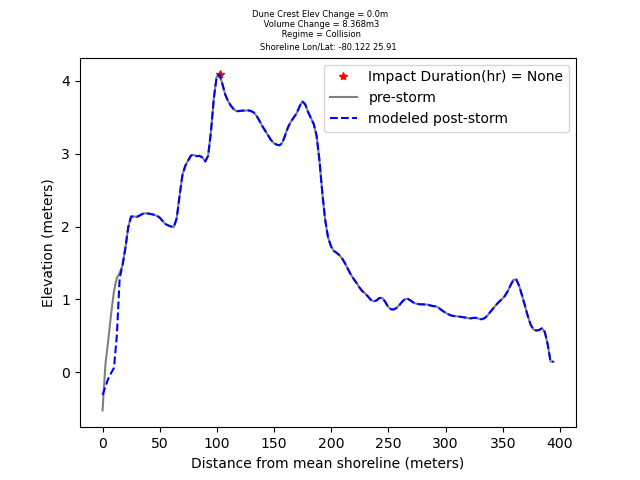 Dune Crest Elev Change = 0.0m
Volume Change = 8.368m3
Regime = Collision
Shoreline Lon/Lat: -80.122 25.91
Impact Duration(hr) = None
pre-storm
modeled post-storm
Elevation (meters)
4
3
2
1
0
0 50 100 150 200 250 300 350 400
Distance from mean shoreline (meters)